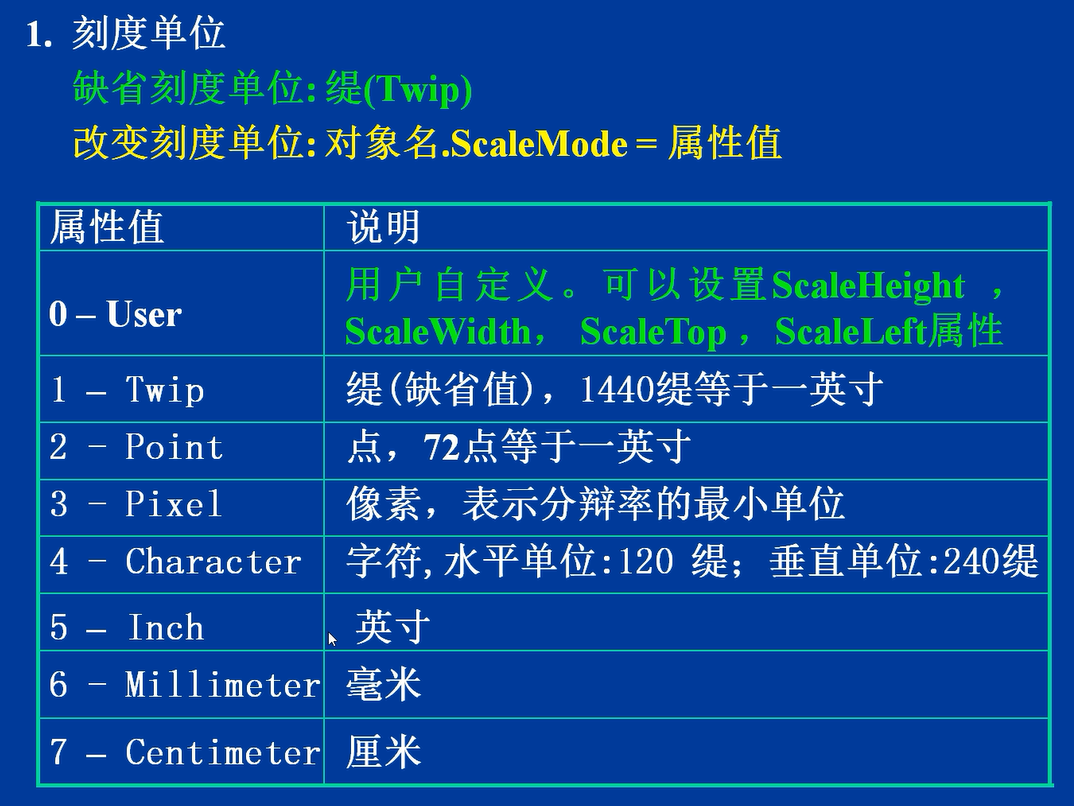 1. 刻度单位
缺省刻度单位: 缇(Twip)
改变刻度单位: 对象名.ScaleMode = 属性值
属性值 说明
0 – User 用户自定义。可以设置ScaleHeight ，
ScaleWidth， ScaleTop ，ScaleLeft属性
1 – Twip 缇(缺省值)，1440缇等于一英寸
2 - Point 点，72点等于一英寸
3 - Pixel 像素，表示分辩率的最小单位
4 - Character 字符,水平单位:120 缇；垂直单位:240缇
5 – Inch 英寸
6 - Millimeter 毫米
7 – Centimeter 厘米